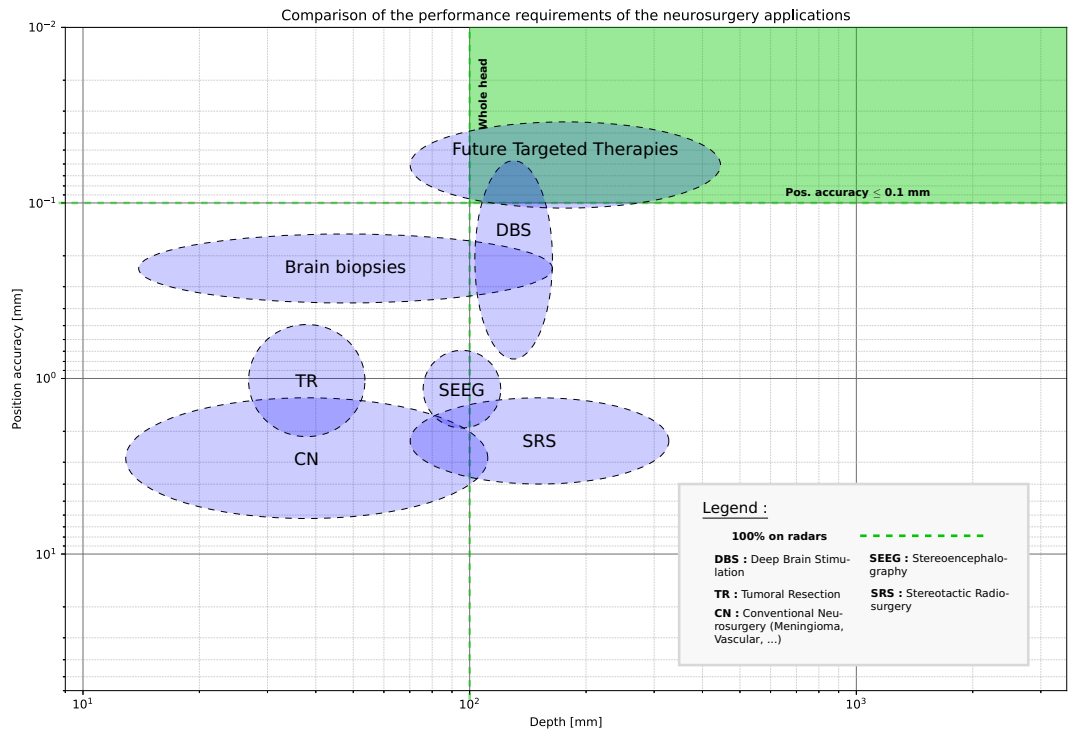 Comparison of the performance requirements of the neurosurgery applications
10⁻²
10⁻¹
10⁰
10¹
Position accuracy [mm]
Whole head
Future Targeted Therapies
Pos. accuracy ≤ 0.1 mm
DBS
Brain biopsies
TR
SEEG
SRS
CN
Legend :
100% on radars
DBS : Deep Brain Stimu-
lation
TR : Tumoral Resection
CN : Conventional Neu-
rosurgery (Meningioma,
Vascular, ...)
SEEG : Stereoencephalo-
graphy
SRS : Stereotactic Radio-
surgery
10¹
10²
10³
Depth [mm]